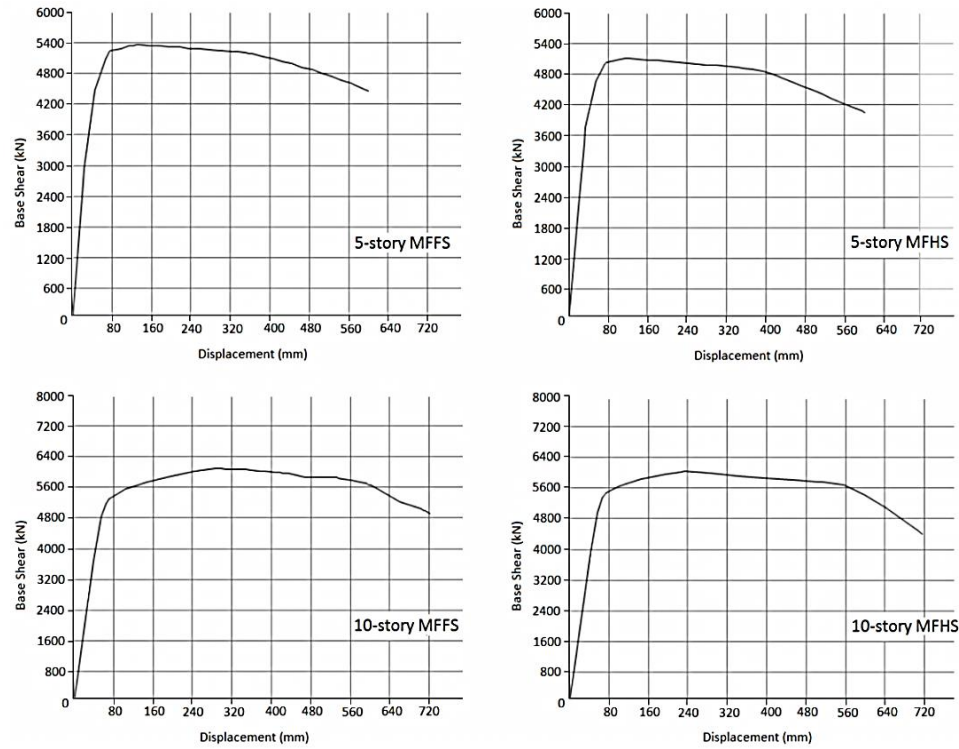 6000
5400
4800
4200
3600
3000
2400
1800
1200
600
0
Base Shear (kN)
80 160 240 320 400 480 560 640 720
Displacement (mm)
5-story MFFS
6000
5400
4800
4200
3600
3000
2400
1800
1200
600
0
Base Shear (kN)
80 160 240 320 400 480 560 640 720
Displacement (mm)
5-story MFHS
8000
7200
6400
5600
4800
4000
3200
2400
1600
800
0
Base Shear (kN)
80 160 240 320 400 480 560 640 720
Displacement (mm)
10-story MFFS
8000
7200
6400
5600
4800
4000
3200
2400
1600
800
0
Base Shear (kN)
80 160 240 320 400 480 560 640 720
Displacement (mm)
10-story MFHS